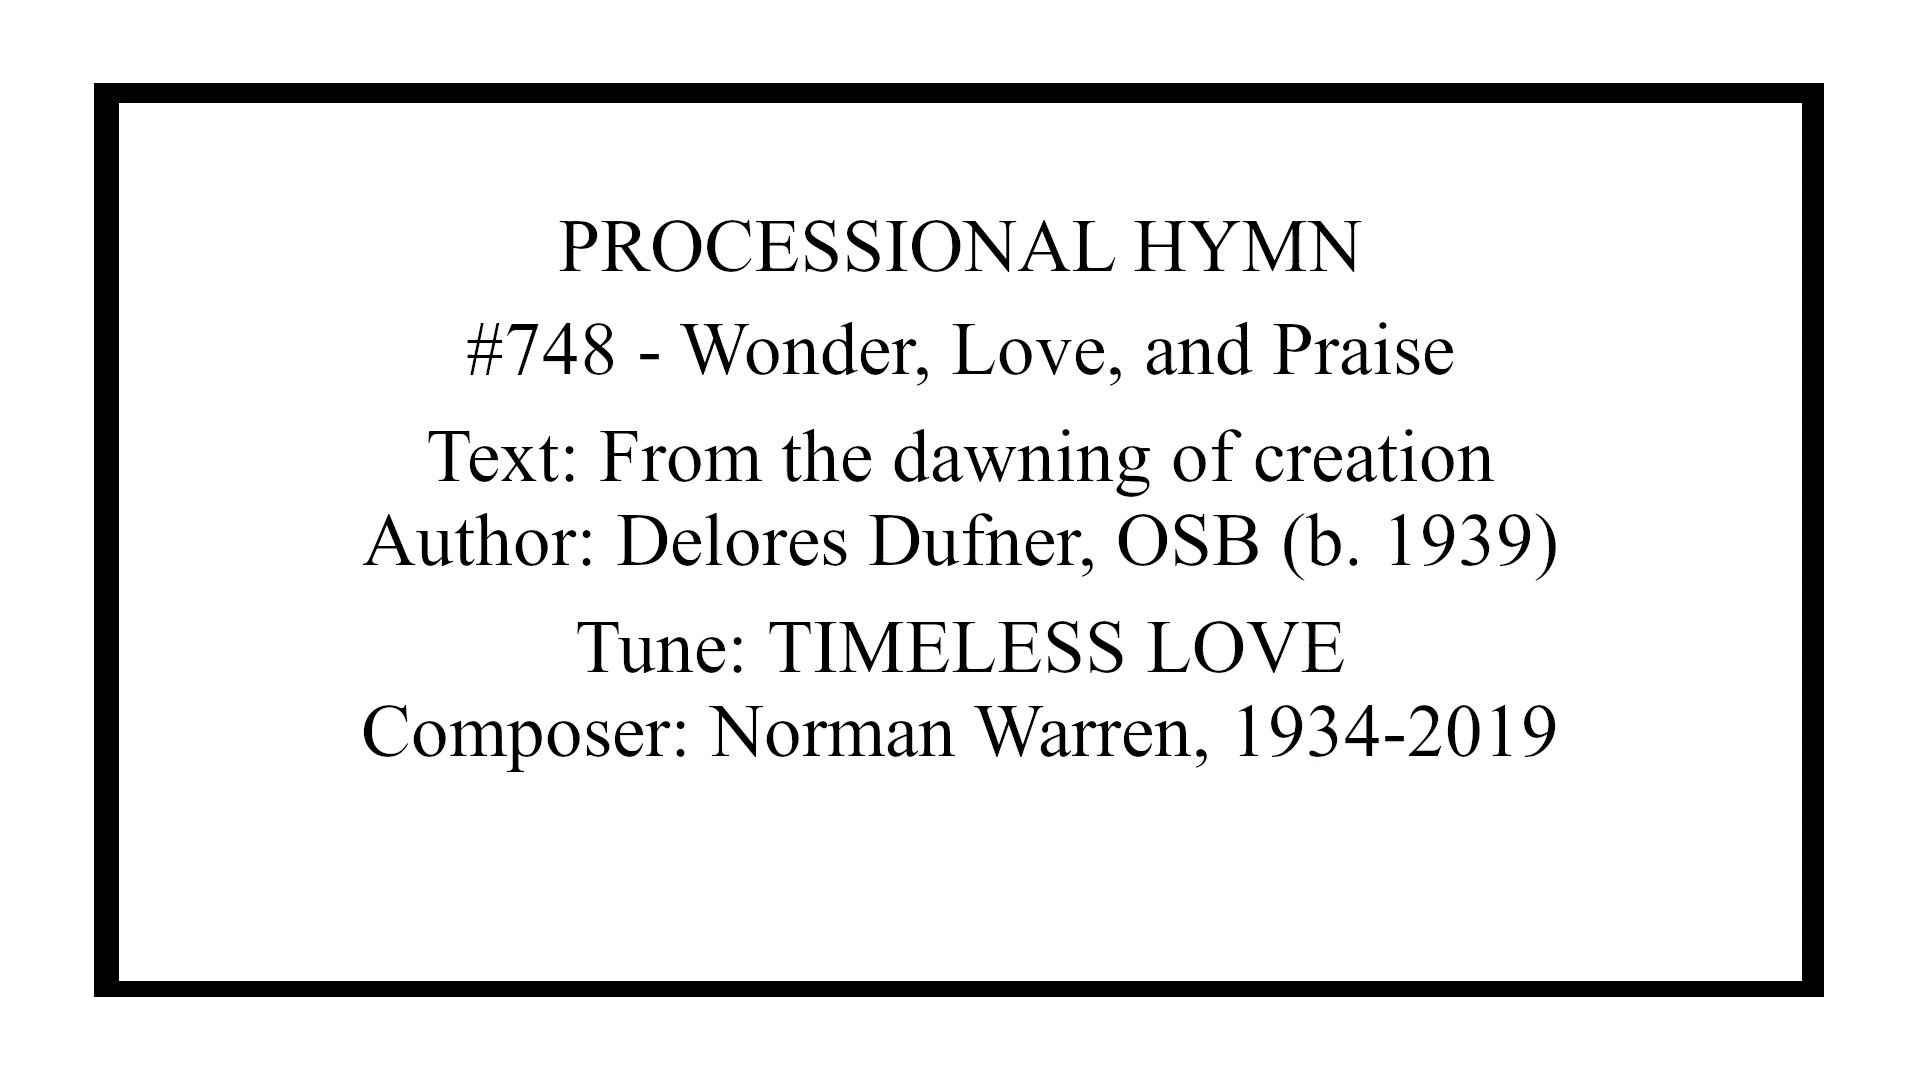 PROCESSIONAL HYMN
#748 - Wonder, Love, and Praise
Text: From the dawning of creation
Author: Delores Dufner, OSB (b. 1939)
Tune: TIMELESS LOVE
Composer: Norman Warren, 1934-2019